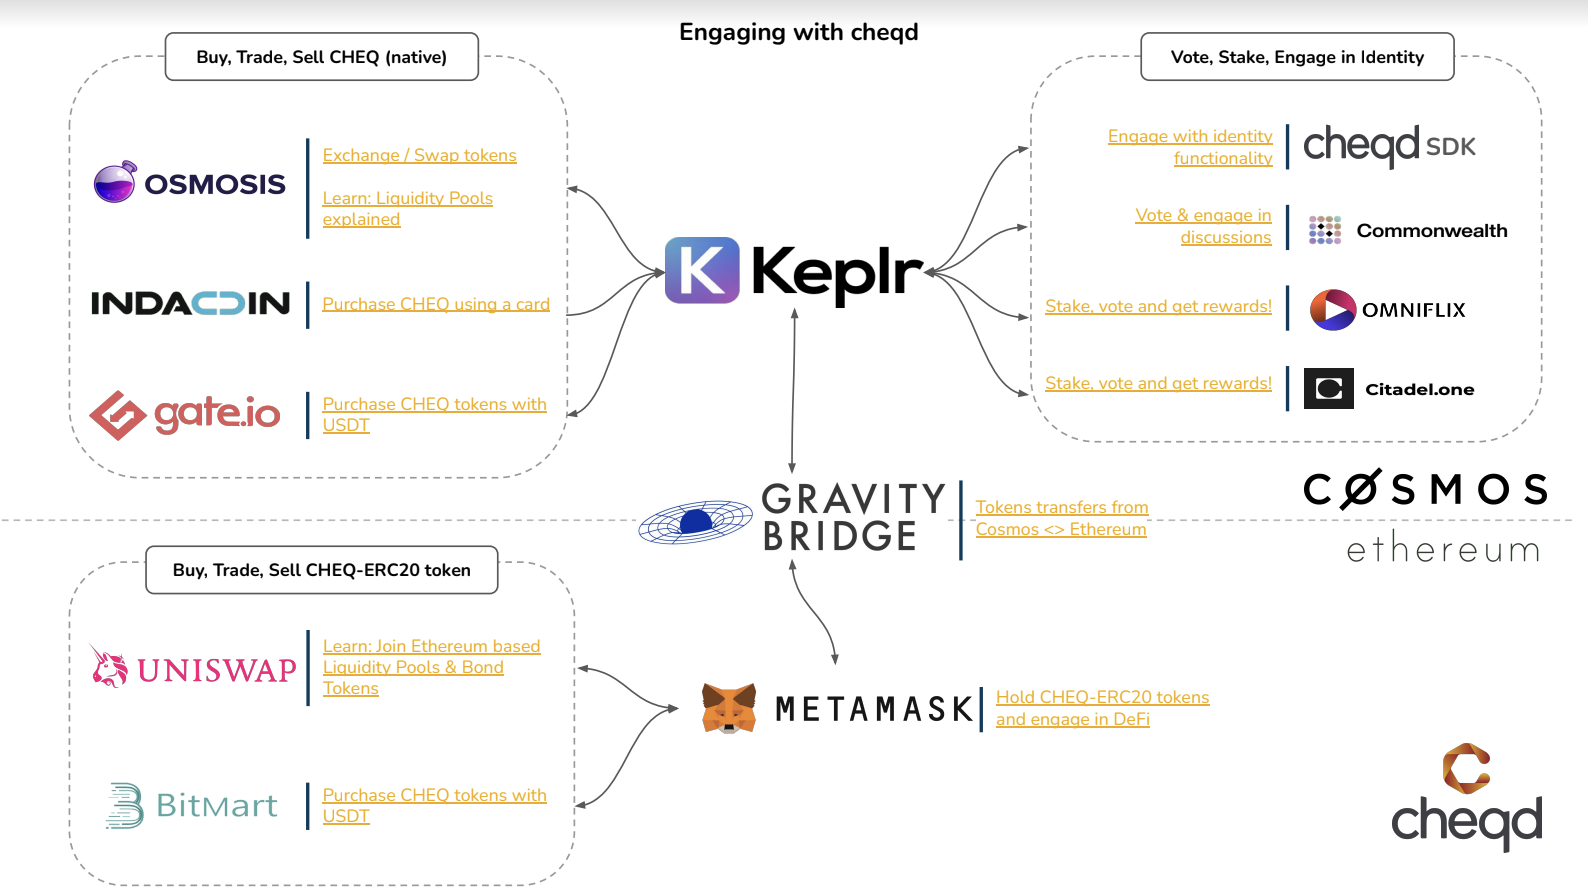 Engaging with cheqd
Buy, Trade, Sell CHEQ (native)
OSMOSIS
Exchange / Swap tokens
Learn: Liquidity Pools
explained
INDACOIN
Purchase CHEQ using a card
gate.io
Purchase CHEQ tokens with
USDT
K Keplr
Vote, Stake, Engage in Identity
Engage with identity
functionality
cheqd SDK
Vote & engage in
discussions
Commonwealth
Stake, vote and get rewards!
OMNIFLIX
Stake, vote and get rewards!
Citadel.one
GRAVITY
BRIDGE
Tokens transfers from
Cosmos <> Ethereum
COSMOS
ethereum
Buy, Trade, Sell CHEQ-ERC20 token
UNISWAP
Learn: Join Ethereum based
Liquidity Pools & Bond
Tokens
BitMart
Purchase CHEQ tokens with
USDT
METAMASK
Hold CHEQ-ERC20 tokens
and engage in DeFi
cheqd